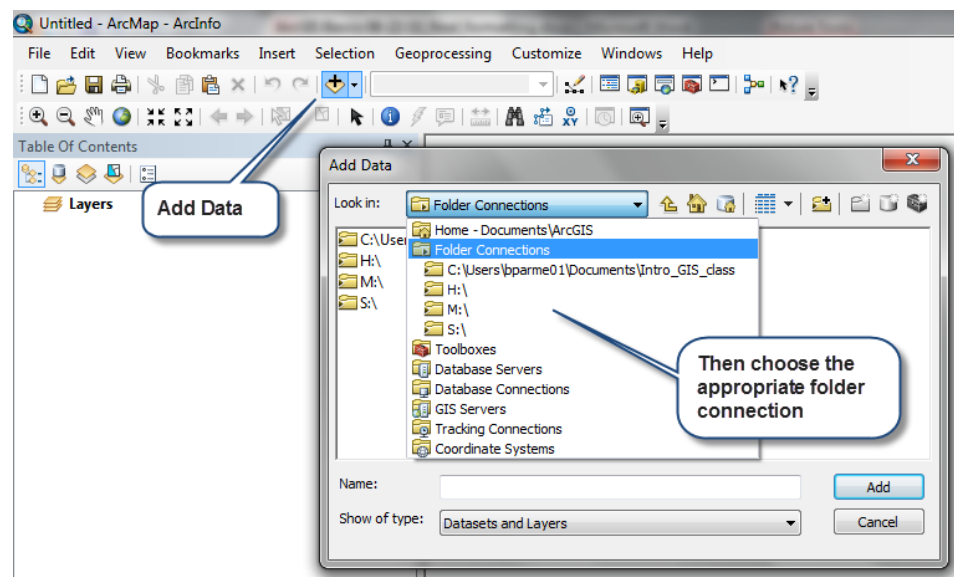 Untitled - ArcMap - ArcInfo
File Edit View Bookmarks Insert Selection Geoprocessing Customize Windows Help
Table Of Contents
Layers
Add Data
Add Data
Look in: Folder Connections
C:\User
H:\
M:\
S:\
Home - Documents\ArcGIS
Folder Connections
C:\Users\bparme01\Documents\Intro_GIS_class
H:\
M:\
S:\
Toolboxes
Database Servers
Database Connections
GIS Servers
Tracking Connections
Coordinate Systems
Then choose the
appropriate folder
connection
Name:
Add
Show of type: Datasets and Layers
Cancel